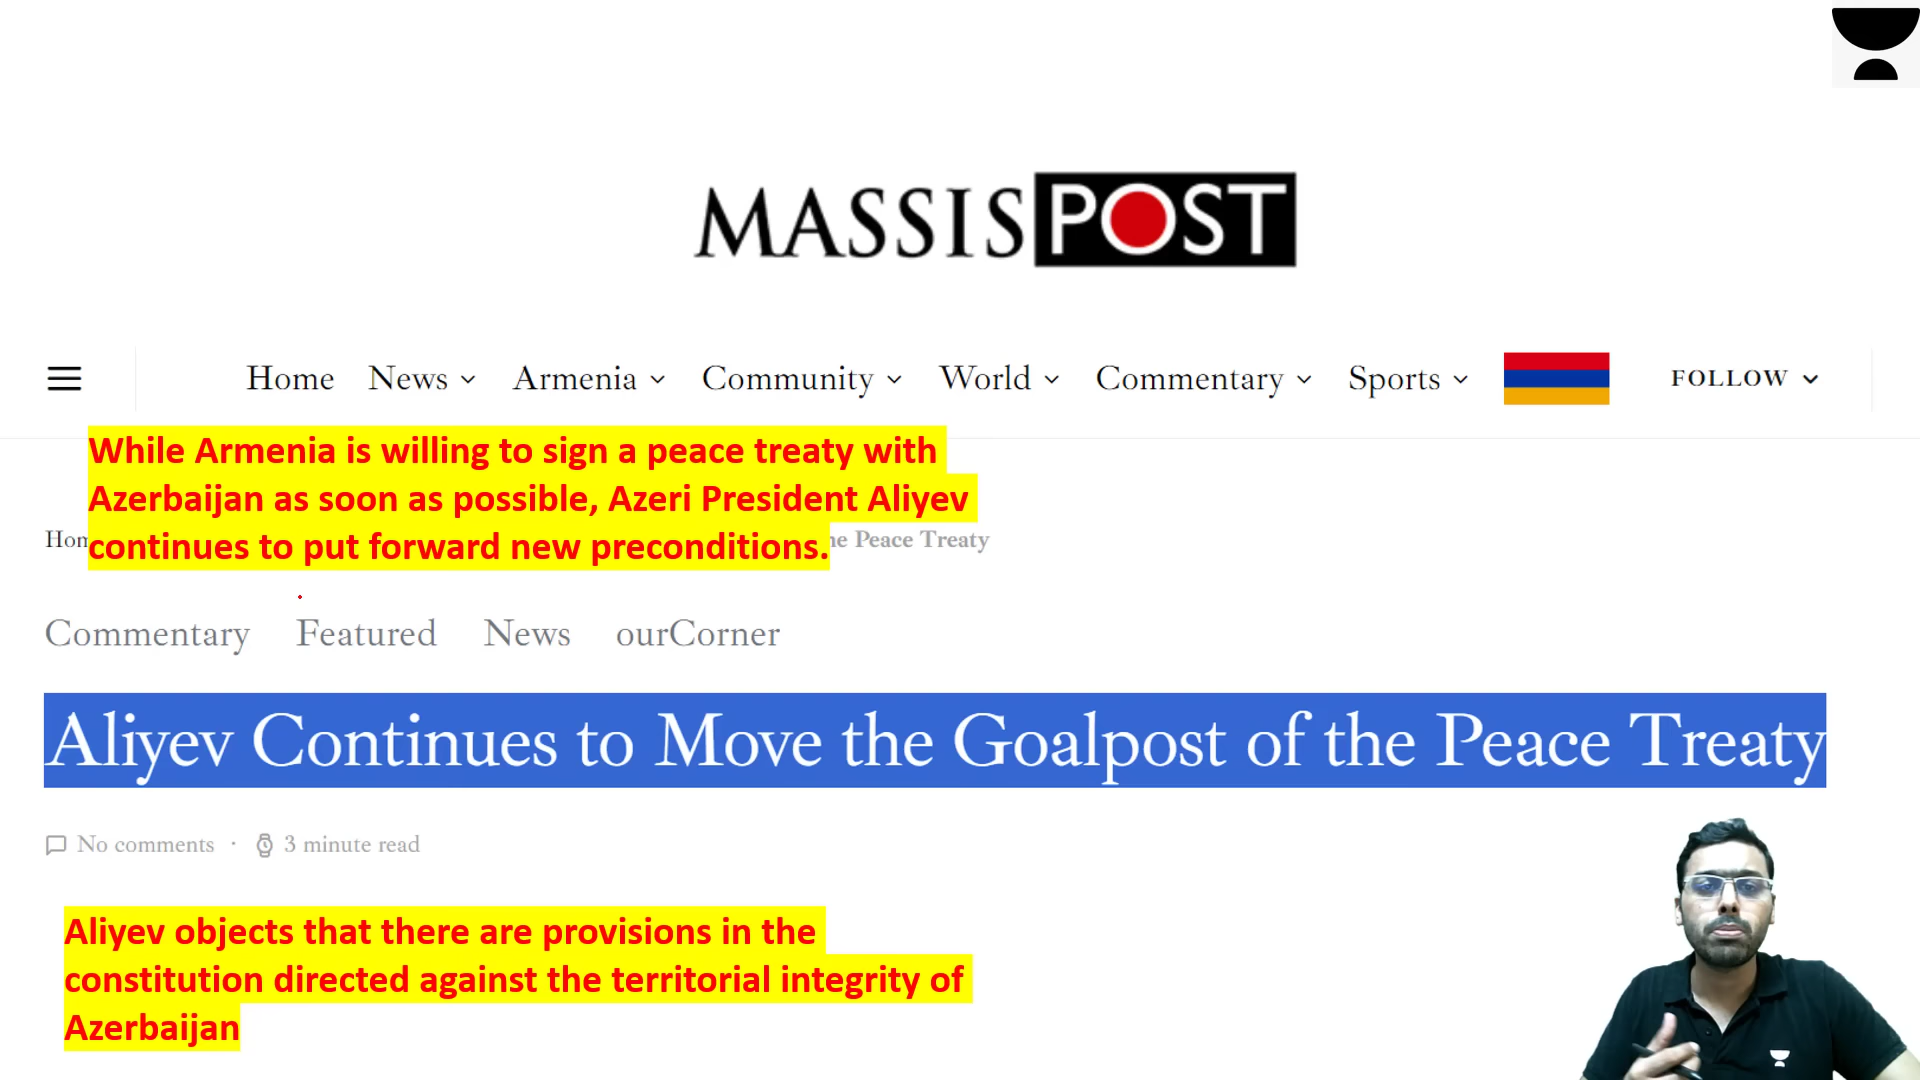 MASSISPOST
Home News Armenia Community World Commentary Sports FOLLOW
While Armenia is willing to sign a peace treaty with
Azerbaijan as soon as possible, Azeri President Aliyev
continues to put forward new preconditions.
Peace Treaty
Commentary Featured News ourCorner
Aliyev Continues to Move the Goalpost of the Peace Treaty
No comments · 3 minute read
Aliyev objects that there are provisions in the
constitution directed against the territorial integrity of
Azerbaijan